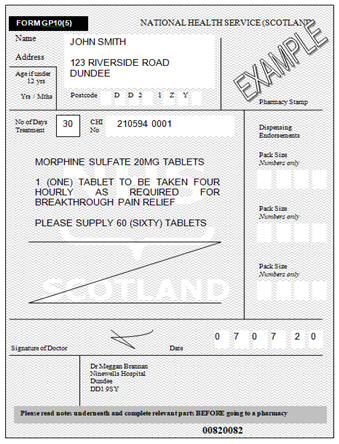 FORM GP10(5)
NATIONAL HEALTH SERVICE (SCOTLAND)
EXAMPLE
Name
JOHN SMITH
Address
123 RIVERSIDE ROAD
DUNDEE
Age if under
12 yrs
Yrs / Mths
Postcode D D 2 1 Z Y
Pharmacy Stamp
No of Days
Treatment
30
CHI
No
210594 0001
Dispensing
Endorsements
MORPHINE SULFATE 20MG TABLETS
1 (ONE) TABLET TO BE TAKEN FOUR
HOURLY AS REQUIRED FOR
BREAKTHROUGH PAIN RELIEF
PLEASE SUPPLY 60 (SIXTY) TABLETS
Pack Size
Numbers only
Pack Size
Numbers only
Pack Size
Numbers only
SCOTLAND
Signature of Doctor
Date
0 7 0 7 2 0
Dr Meggan Brannan
Ninewells Hospital
Dundee
DD1 9SY
Please read notes underneath and complete relevant parts BEFORE going to a pharmacy
00820082